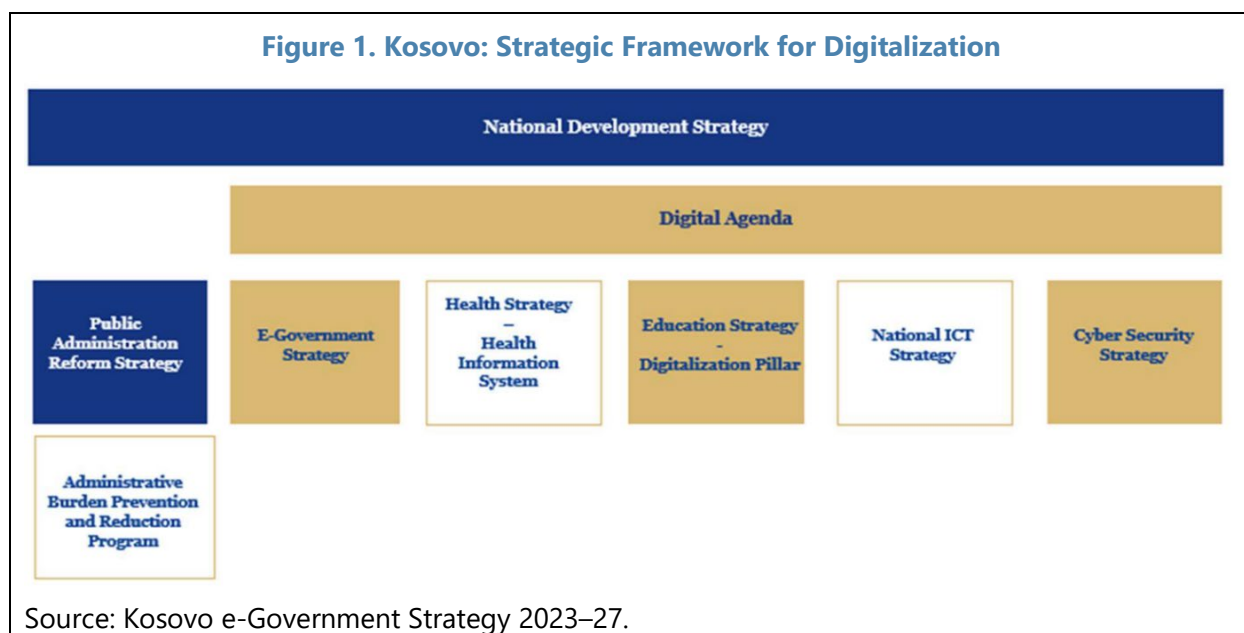 Figure 1. Kosovo: Strategic Framework for Digitalization
National Development Strategy
Digital Agenda
Public
Administration
Reform Strategy
E-Government
Strategy
Health Strategy
–
Health
Information
System
Education Strategy
-
Digitalization Pillar
National ICT
Strategy
Cyber Security
Strategy
Administrative
Burden Prevention
and Reduction
Program
Source: Kosovo e-Government Strategy 2023–27.